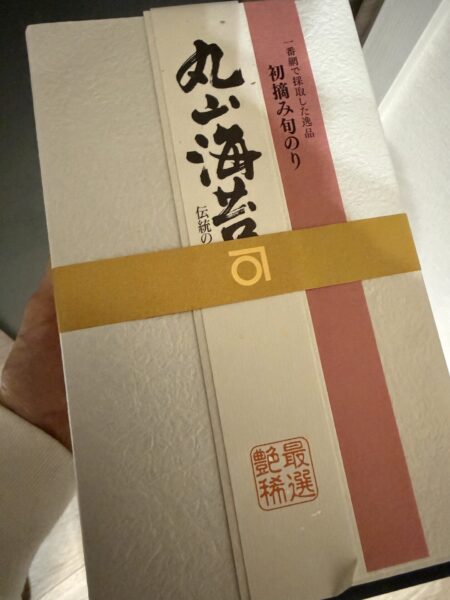 一番網で採取した逸品
初摘み旬のり
丸山海苔
伝統の
最選
艶稀